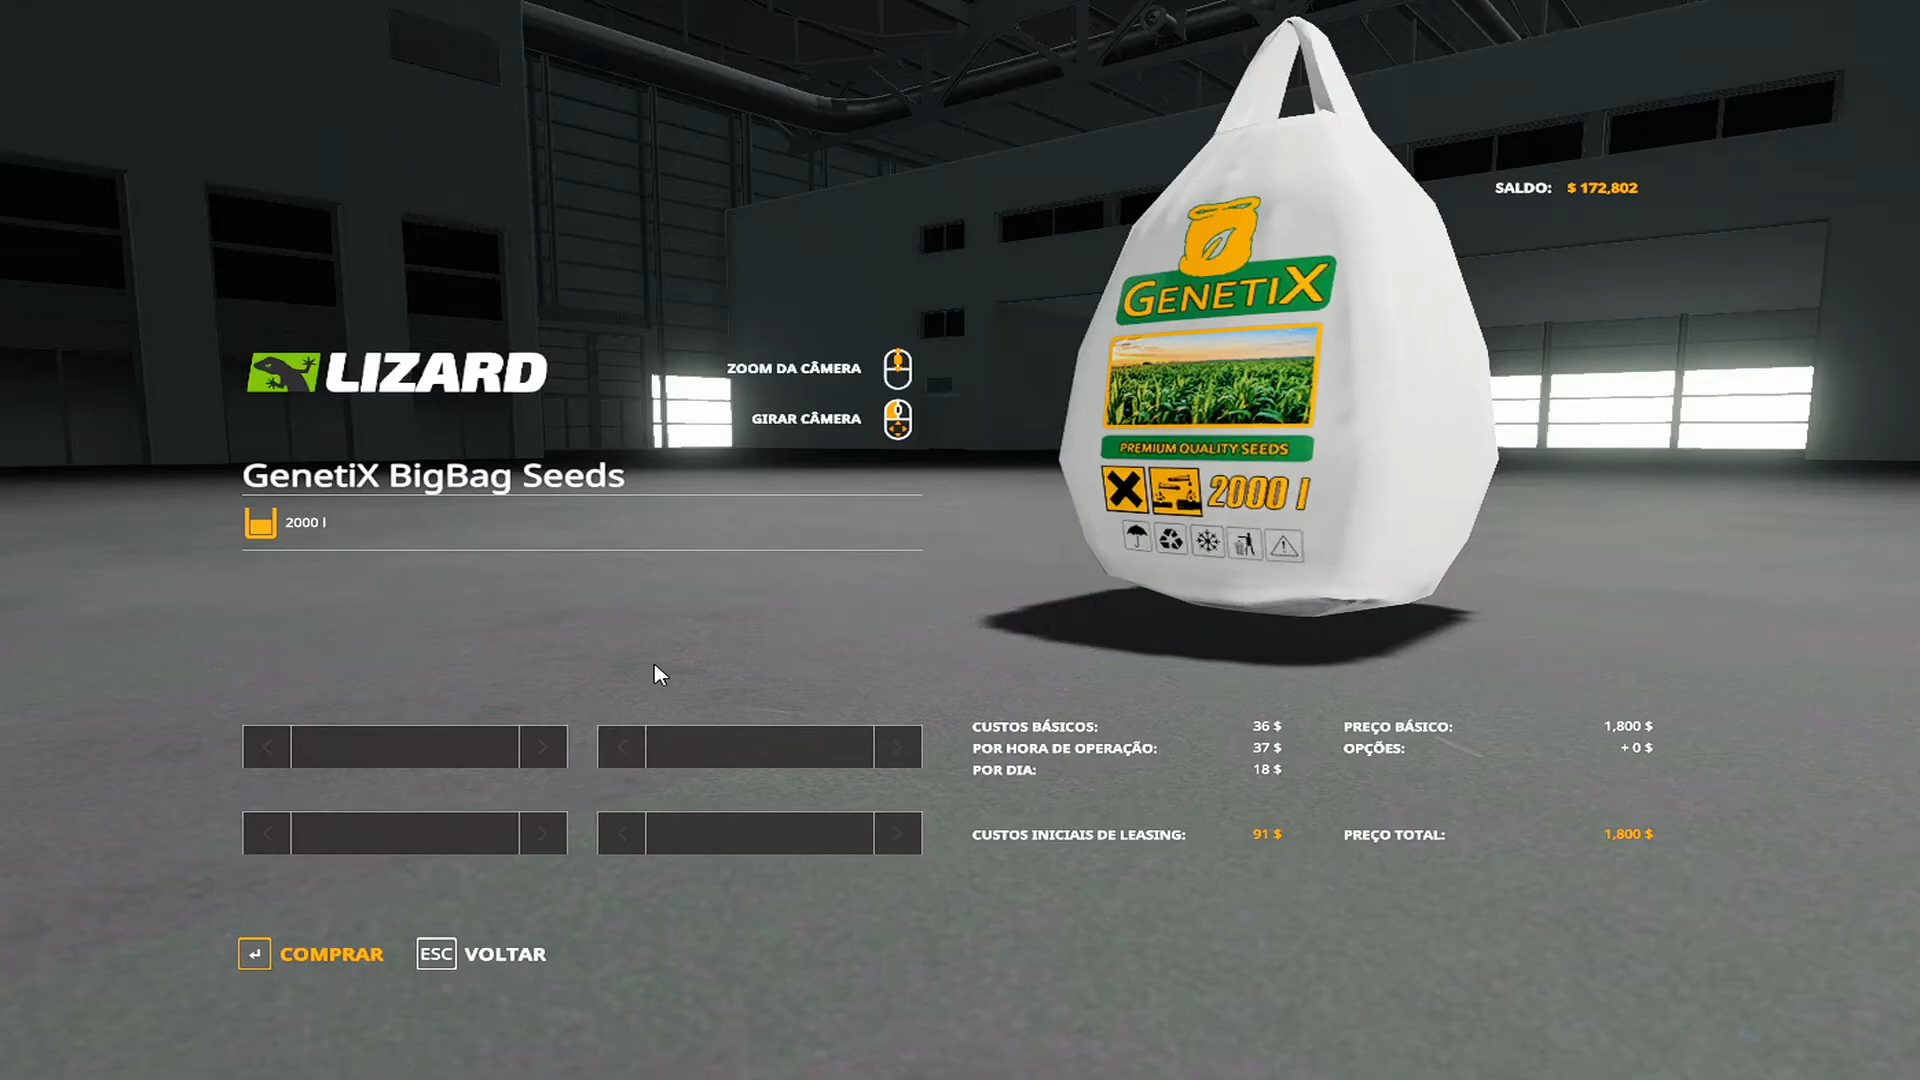 SALDO: $ 172,802
GENETIX
PREMIUM QUALITY SEEDS
2000 l
LIZARD
ZOOM DA CÂMERA
GIRAR CÂMERA
GenetiX BigBag Seeds
2000 l
CUSTOS BÁSICOS: 36 $
POR HORA DE OPERAÇÃO: 37 $
POR DIA: 18 $
CUSTOS INICIAIS DE LEASING: 91 $
PREÇO BÁSICO: 1,800 $
OPÇÕES: + 0 $
PREÇO TOTAL: 1,800 $
COMPRAR
ESC VOLTAR